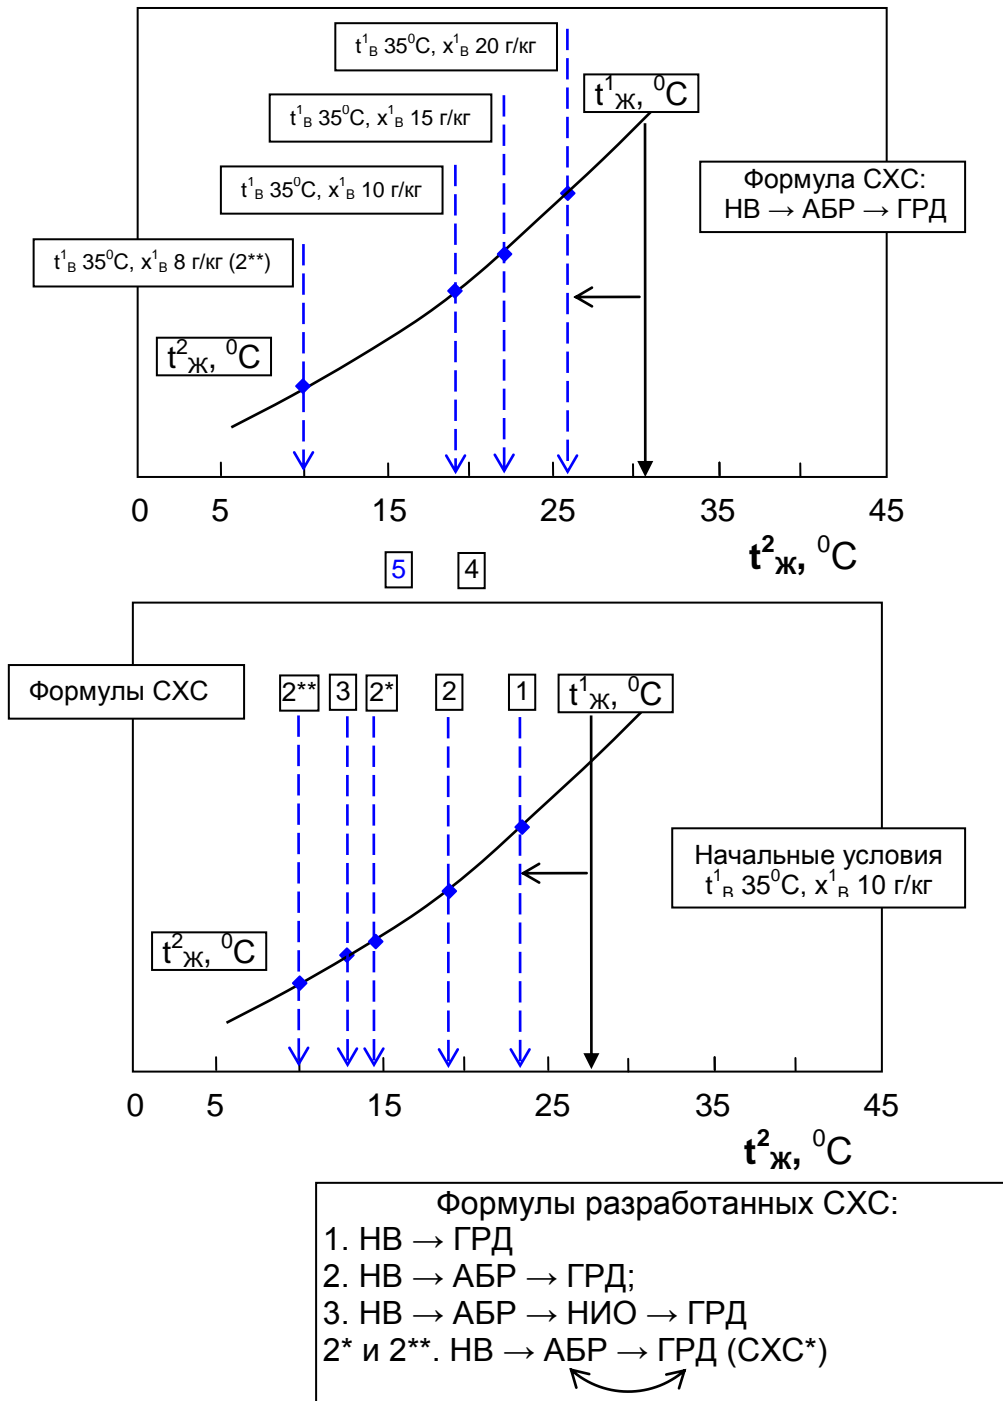 t¹в 35⁰C, x¹в 20 г/кг
t¹ж, ⁰C
t¹в 35⁰C, x¹в 15 г/кг
t¹в 35⁰C, x¹в 10 г/кг
Формула СХС:
НВ → АБР → ГРД
t¹в 35⁰C, x¹в 8 г/кг (2**)
t²ж, ⁰C
0 5 15 25 35 45
t²ж, ⁰C
5 4
Формулы СХС
2** 3 2* 2 1 t¹ж, ⁰C
Начальные условия
t¹в 35⁰C, x¹в 10 г/кг
t²ж, ⁰C
0 5 15 25 35 45
t²ж, ⁰C
Формулы разработанных СХС:
1. НВ → ГРД
2. НВ → АБР → ГРД;
3. НВ → АБР → НИО → ГРД
2* и 2**. НВ → АБР → ГРД (СХС*)